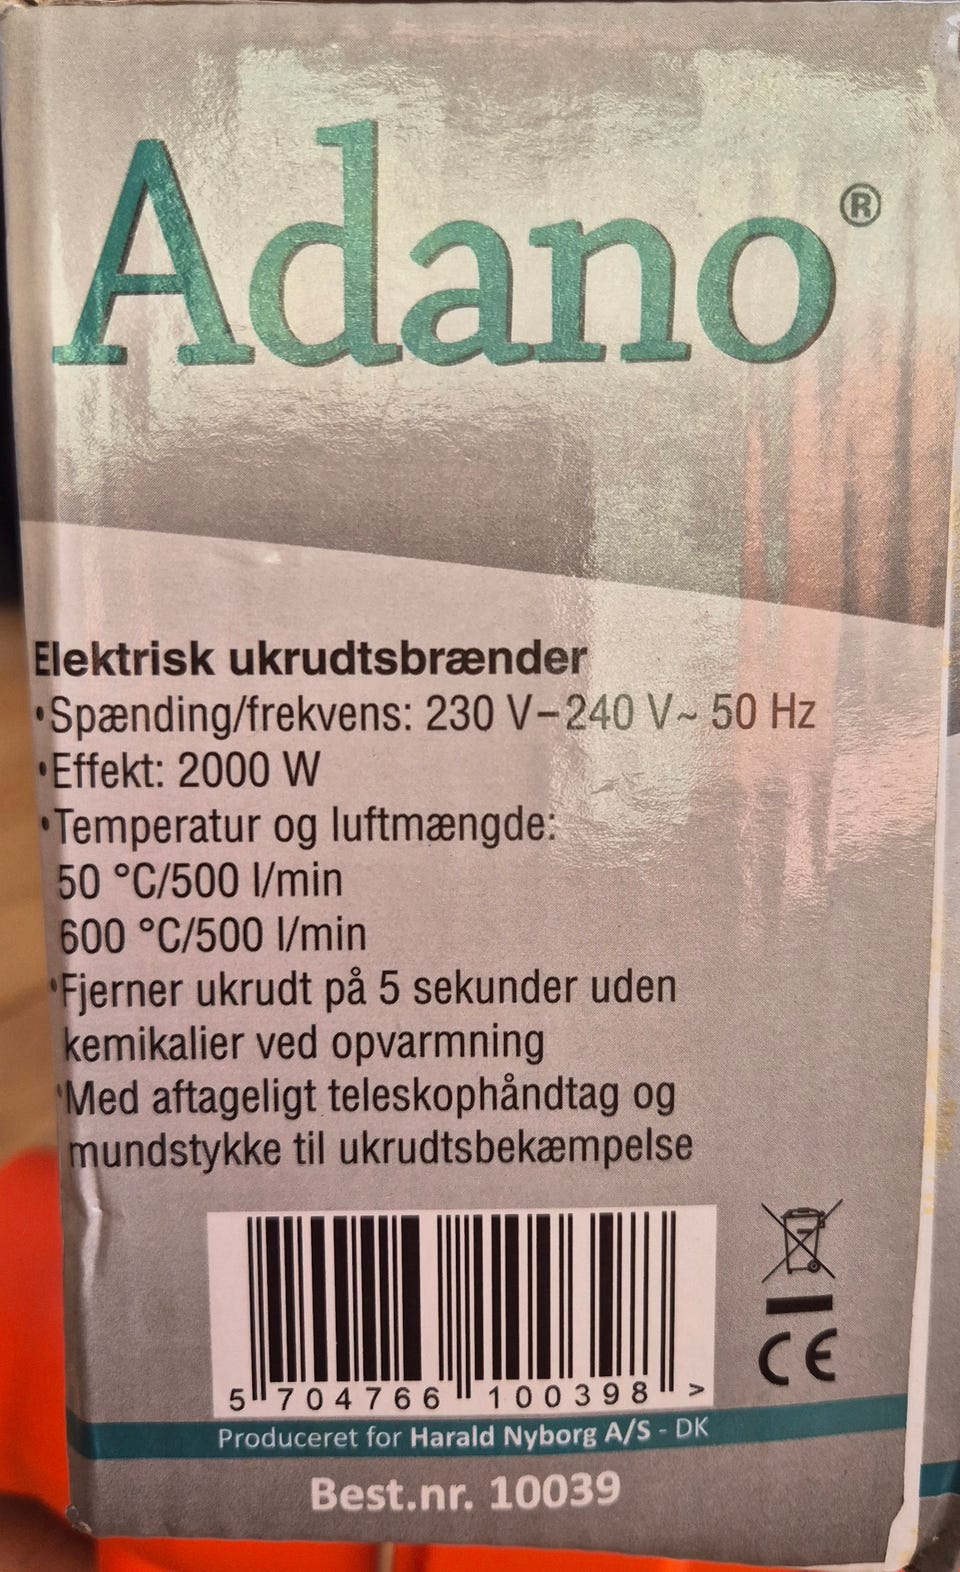 Adano®
Elektrisk ukrudtsbrænder
•Spænding/frekvens: 230 V–240 V~ 50 Hz
•Effekt: 2000 W
•Temperatur og luftmængde:
50 °C/500 l/min
600 °C/500 l/min
•Fjerner ukrudt på 5 sekunder uden
kemikalier ved opvarmning
•Med aftageligt teleskophåndtag og
mundstykke til ukrudtsbekæmpelse
5 704766 100398 >
CE
Produceret for Harald Nyborg A/S - DK
Best.nr. 10039